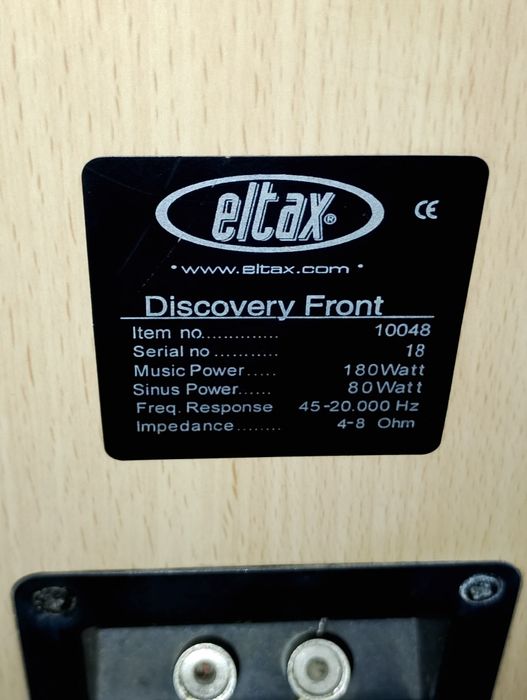 eltax®
CE
• www.eltax.com •
Discovery Front
Item no.............. 10048
Serial no ........... 18
Music Power..... 180Watt
Sinus Power...... 80Watt
Freq. Response 45-20.000 Hz
Impedance........ 4-8 Ohm